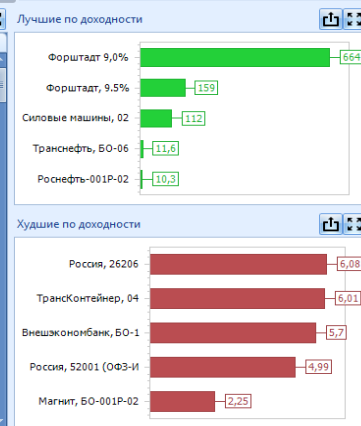 Лучшие по доходности
Форштадт 9,0%
664
Форштадт, 9.5%
159
Силовые машины, 02
112
Транснефть, БО-06
11,6
Роснефть-001Р-02
10,3
Худшие по доходности
Россия, 26206
6,08
ТрансКонтейнер, 04
6,01
Внешэкономбанк, БО-1
5,7
Россия, 52001 (ОФЗ-И
4,99
Магнит, БО-001Р-02
2,25